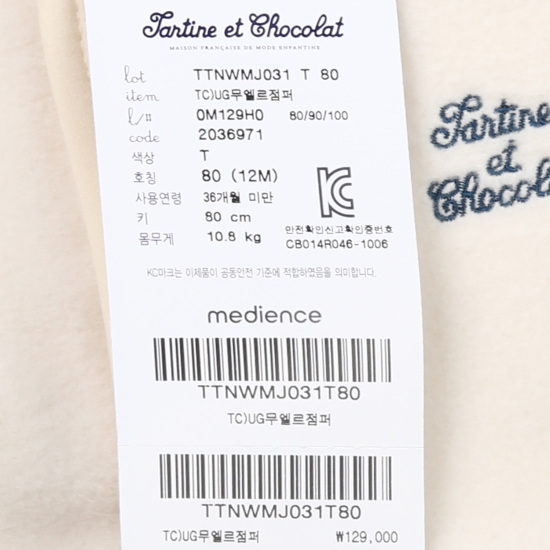 Tartine et Chocolat
MAISON FRANÇAISE DE MODE ENFANTINE
lot TTNWMJ031 T 80
item TC)UG무엘르점퍼
l/# 0M129H0 80/90/100
code 2036971
색상 T
호칭 80 (12M)
사용연령 36개월 미만
키 80 cm
몸무게 10.8 kg
안전확인신고확인증번호
CB014R046-1006
KC마크는 이제품이 공동안전 기준에 적합하였음을 의미합니다.
medience
TTNWMJ031T80
TC)UG무엘르점퍼
TTNWMJ031T80
TC)UG무엘르점퍼 ₩129,000
Tartine
et
Chocolat